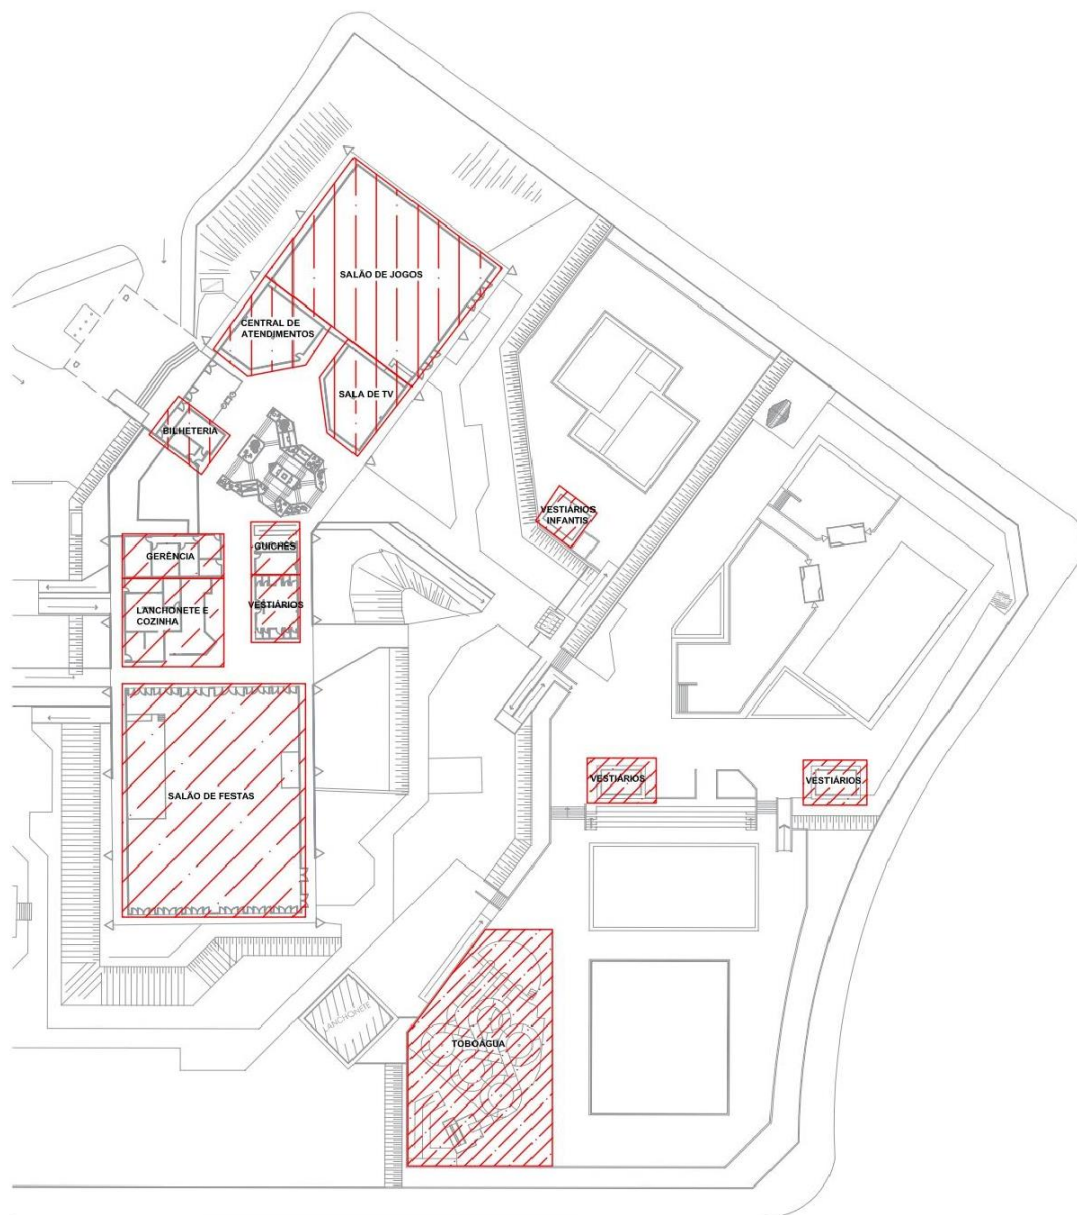 SALÃO DE JOGOS
CENTRAL DE
ATENDIMENTOS
SALA DE TV
BILHETERIA
VESTIÁRIOS
INFANTIS
GUICHÊS
GERÊNCIA
VESTIÁRIOS
LANCHONETE E
COZINHA
VESTIÁRIOS
VESTIÁRIOS
SALÃO DE FESTAS
LANCHONETE
TOBOÁGUA